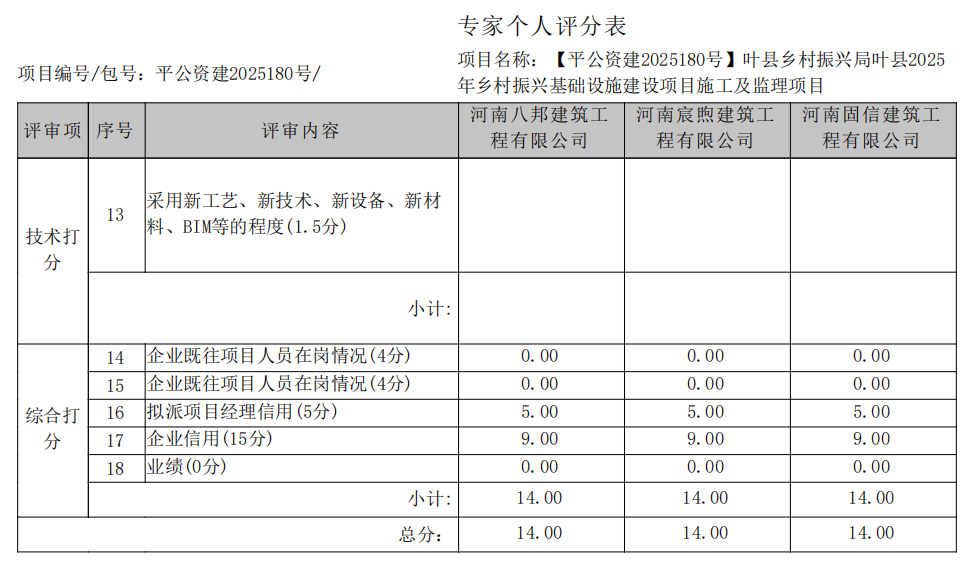 专家个人评分表
项目编号/包号：平公资建2025180号/
项目名称：【平公资建2025180号】叶县乡村振兴局叶县2025
年乡村振兴基础设施建设项目施工及监理项目
评审项 序号 评审内容 河南八邦建筑工 河南宸煦建筑工 河南固信建筑工
程有限公司 程有限公司 程有限公司
技术打
分
13 采用新工艺、新技术、新设备、新材
料、BIM等的程度(1.5分)
小计:
综合打
分
14 企业既往项目人员在岗情况(4分) 0.00 0.00 0.00
15 企业既往项目人员在岗情况(4分) 0.00 0.00 0.00
16 拟派项目经理信用(5分) 5.00 5.00 5.00
17 企业信用(15分) 9.00 9.00 9.00
18 业绩(0分) 0.00 0.00 0.00
小计: 14.00 14.00 14.00
总分： 14.00 14.00 14.00